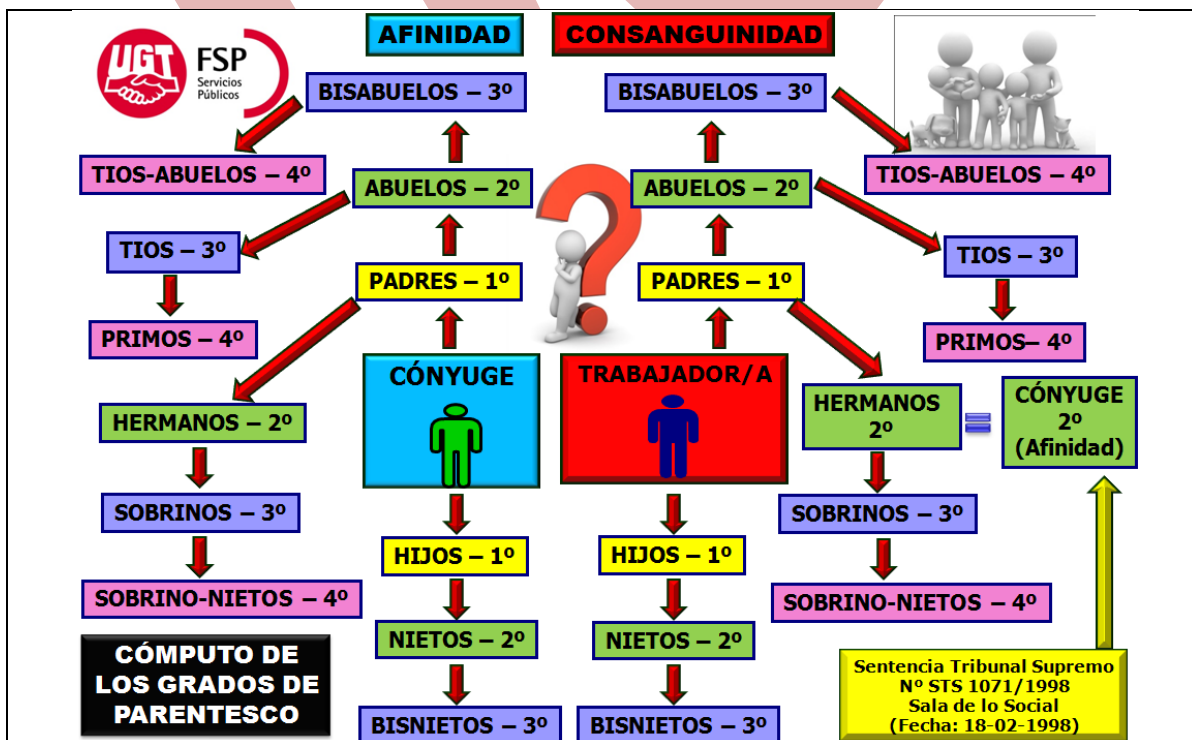 AFINIDAD
CONSANGUINIDAD
UGT
FSP
Servicios
Públicos
BISABUELOS – 3º
BISABUELOS – 3º
TIOS-ABUELOS – 4º
ABUELOS – 2º
ABUELOS – 2º
TIOS-ABUELOS – 4º
TIOS – 3º
PADRES – 1º
PADRES – 1º
TIOS – 3º
PRIMOS – 4º
PRIMOS– 4º
CÓNYUGE
TRABAJADOR/A
HERMANOS – 2º
HERMANOS
2º
=
CÓNYUGE
2º
(Afinidad)
SOBRINOS – 3º
SOBRINOS – 3º
HIJOS – 1º
HIJOS – 1º
SOBRINO-NIETOS – 4º
SOBRINO-NIETOS – 4º
NIETOS – 2º
NIETOS – 2º
CÓMPUTO DE
LOS GRADOS DE
PARENTESCO
BISNIETOS – 3º
BISNIETOS – 3º
Sentencia Tribunal Supremo
Nº STS 1071/1998
Sala de lo Social
(Fecha: 18-02-1998)